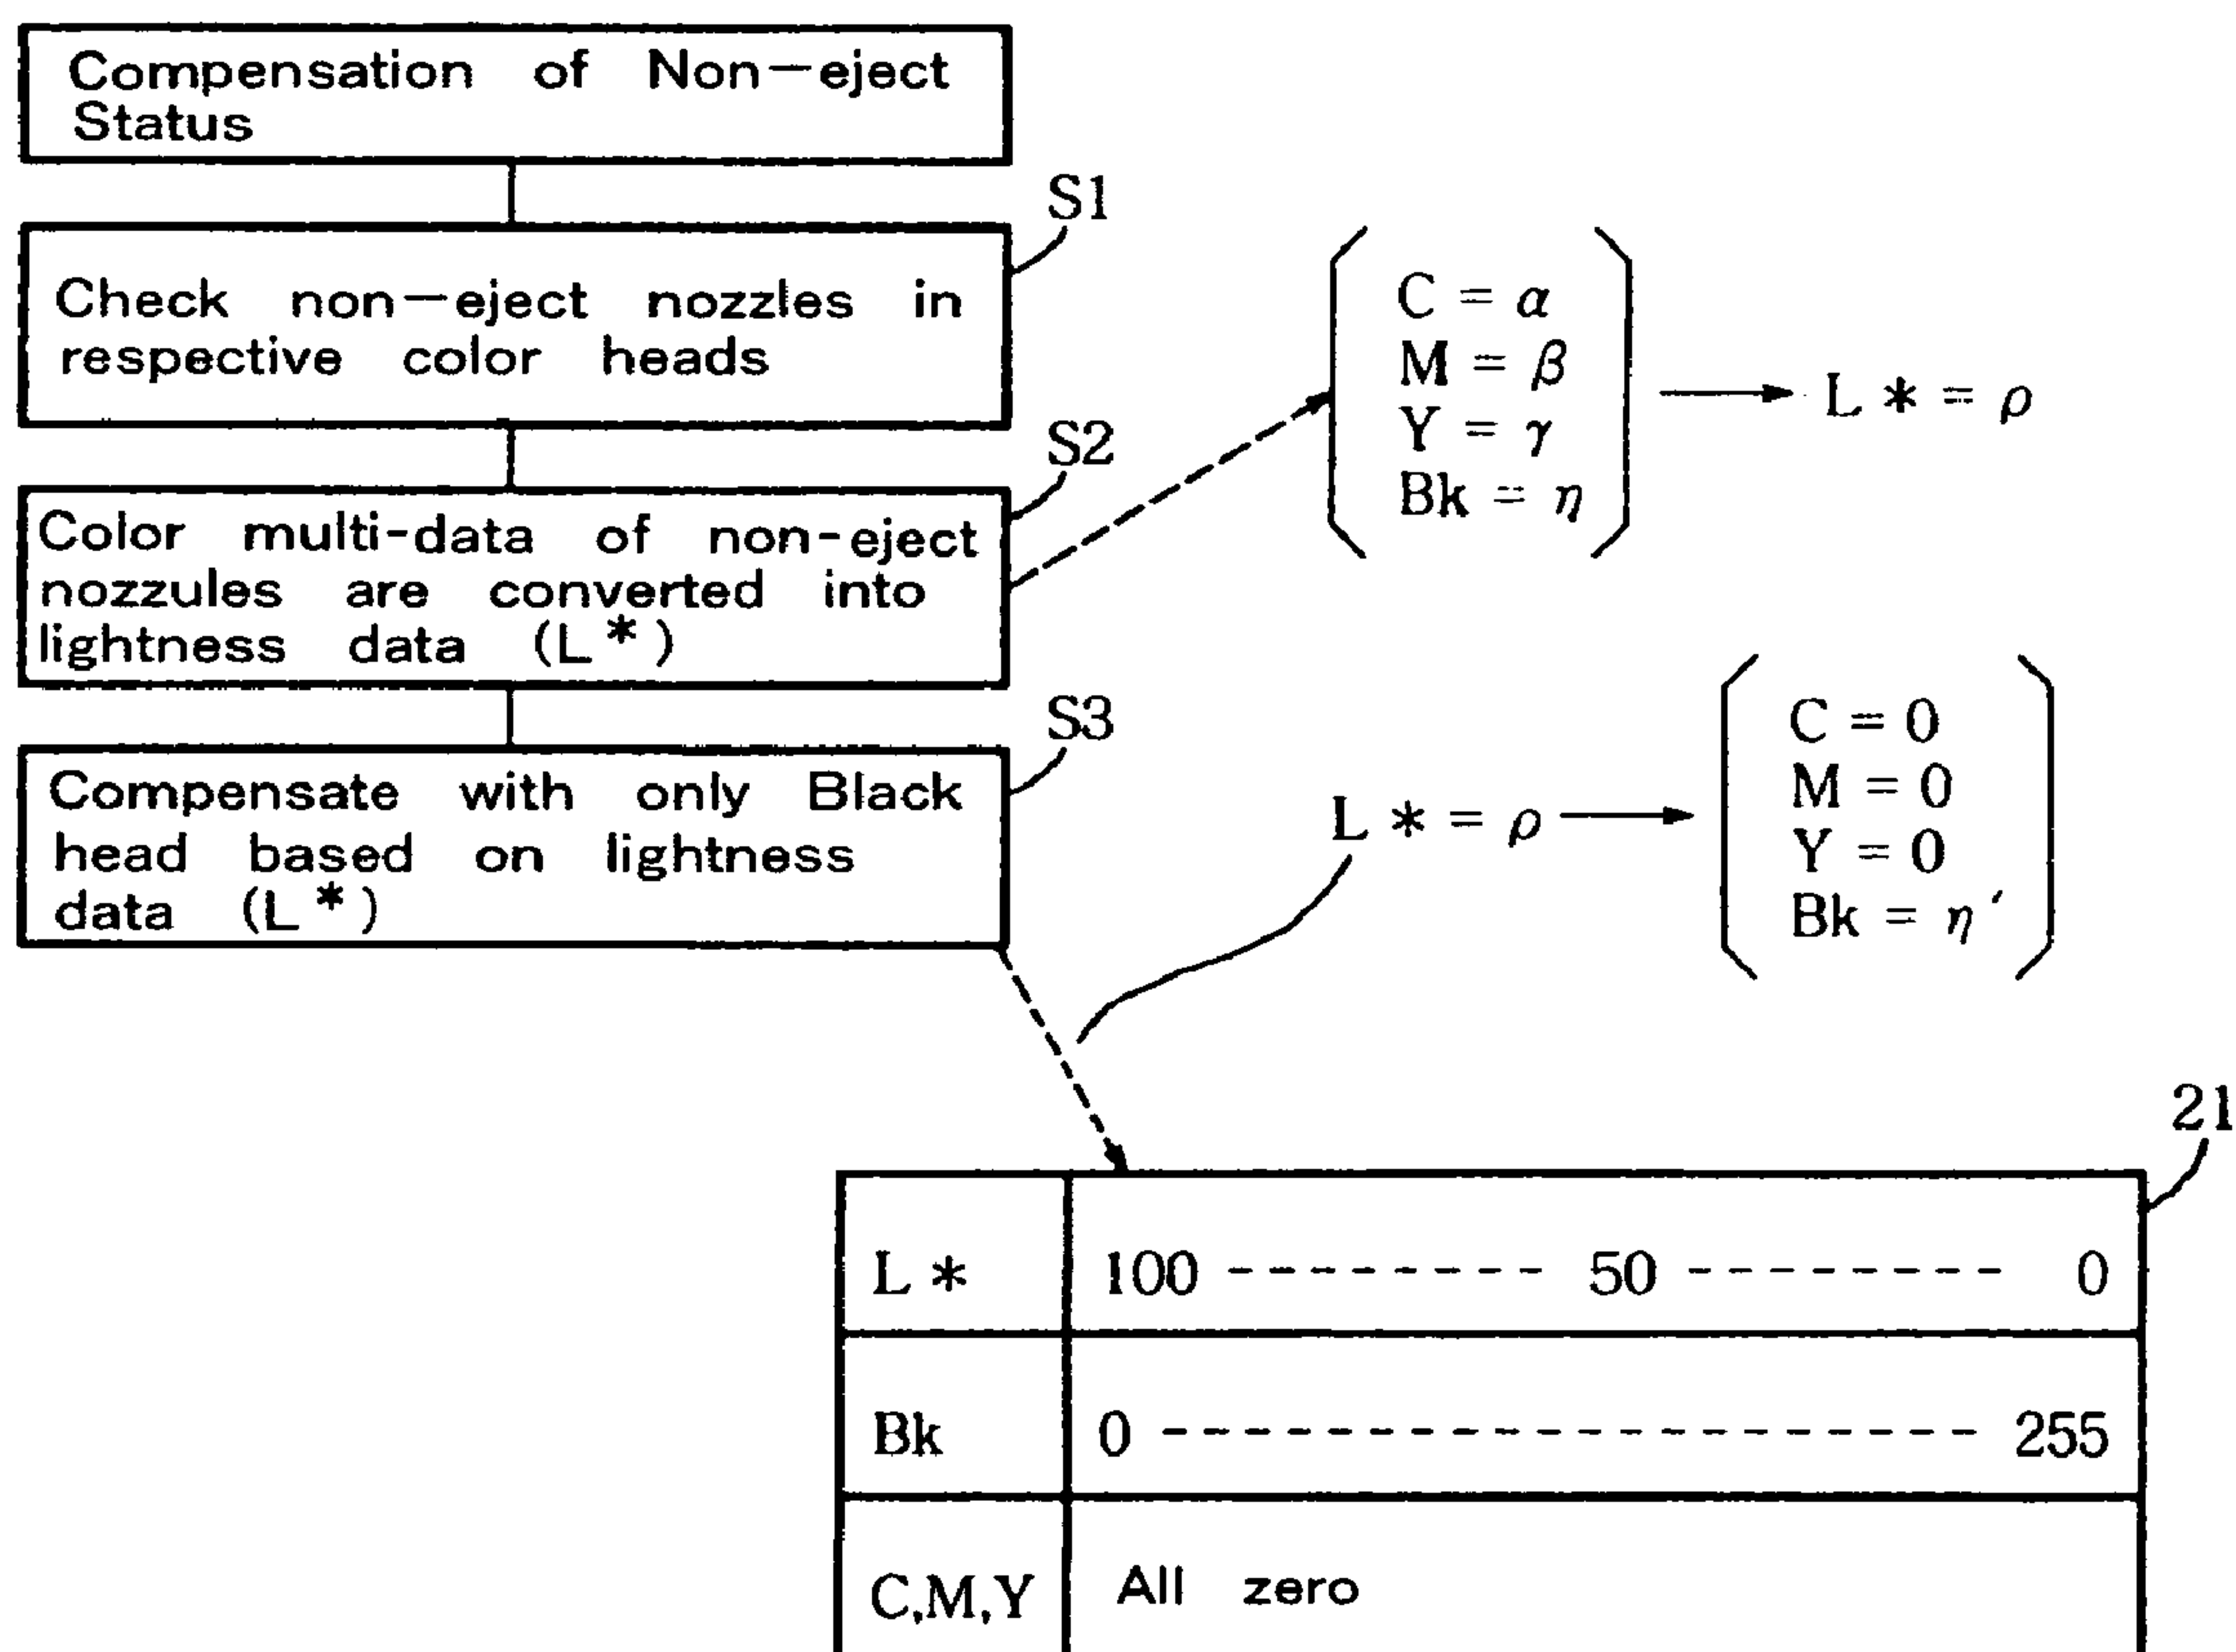 Compensation of Non—eject
Status
S1
Check non—eject nozzles in
respective color heads
C = α
M = β
Y = γ
Bk = η
L * = ρ
S2
Color multi-data of non-eject
nozzules are converted into
lightness data (L*)
S3
Compensate with only Black
head based on lightness
data (L*)
L * = ρ
C = 0
M = 0
Y = 0
Bk = η′
21
L * 100 --------- 50 --------- 0
Bk 0 -------------------- 255
C,M,Y All zero